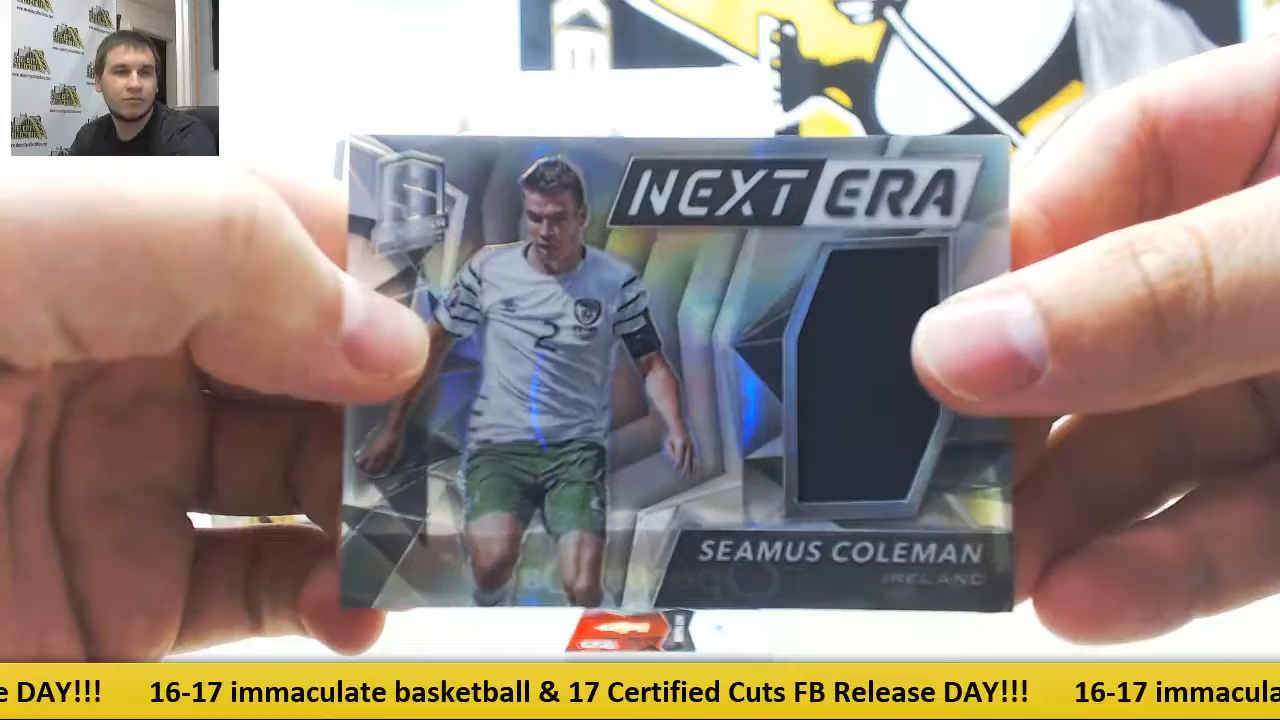 NEXT ERA
2
SEAMUS COLEMAN
IRELAND
e DAY!!! 16-17 immaculate basketball & 17 Certified Cuts FB Release DAY!!! 16-17 immacula